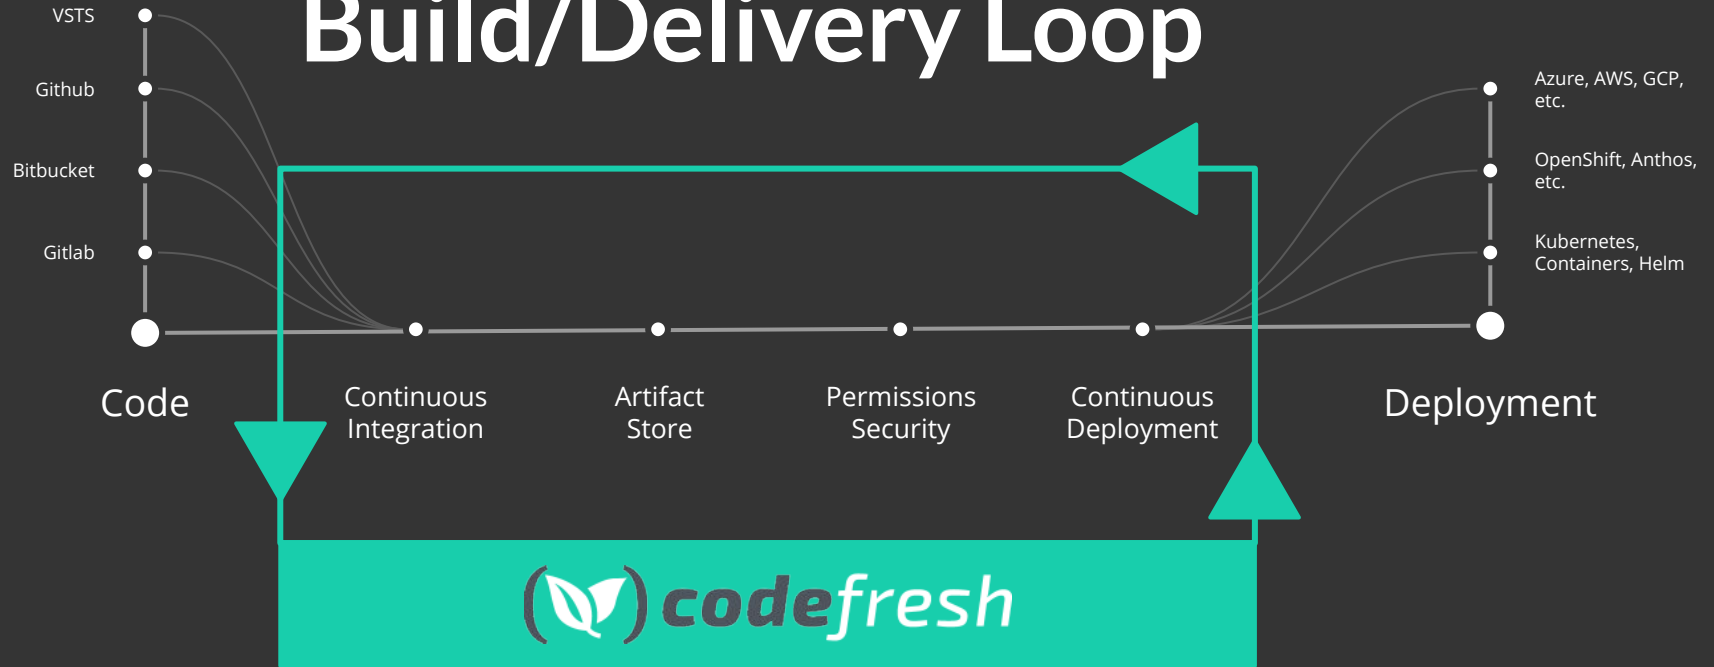 Build/Delivery Loop
VSTS
Github
Bitbucket
Gitlab
Azure, AWS, GCP,
etc.
OpenShift, Anthos,
etc.
Kubernetes,
Containers, Helm
Code
Continuous
Integration
Artifact
Store
Permissions
Security
Continuous
Deployment
Deployment
codefresh